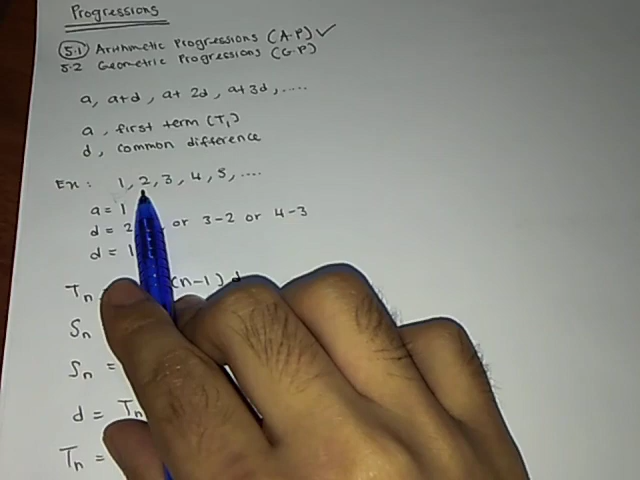 Progressions
5.1 Arithmetic Progressions (A.P) ✓
5.2 Geometric Progressions (G.P)
a, a+d, a+2d, a+3d, .....
a, first term (T₁)
d, common difference
Ex: 1, 2, 3, 4, 5, ....
a = 1
d = 2 or 3-2 or 4-3
d = 1
Tn (n-1) d
Sn
Sn =
d = Tn
Tn =